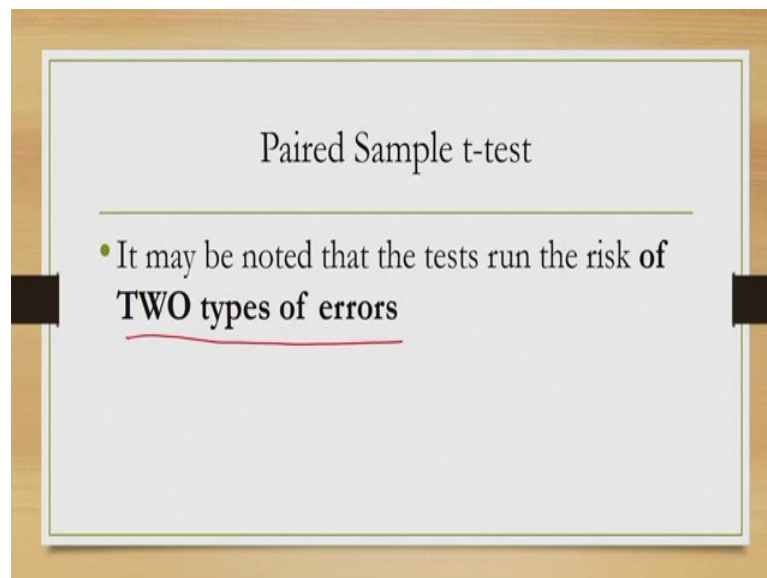 Paired Sample t-test
•It may be noted that the tests run the risk of
TWO types of errors